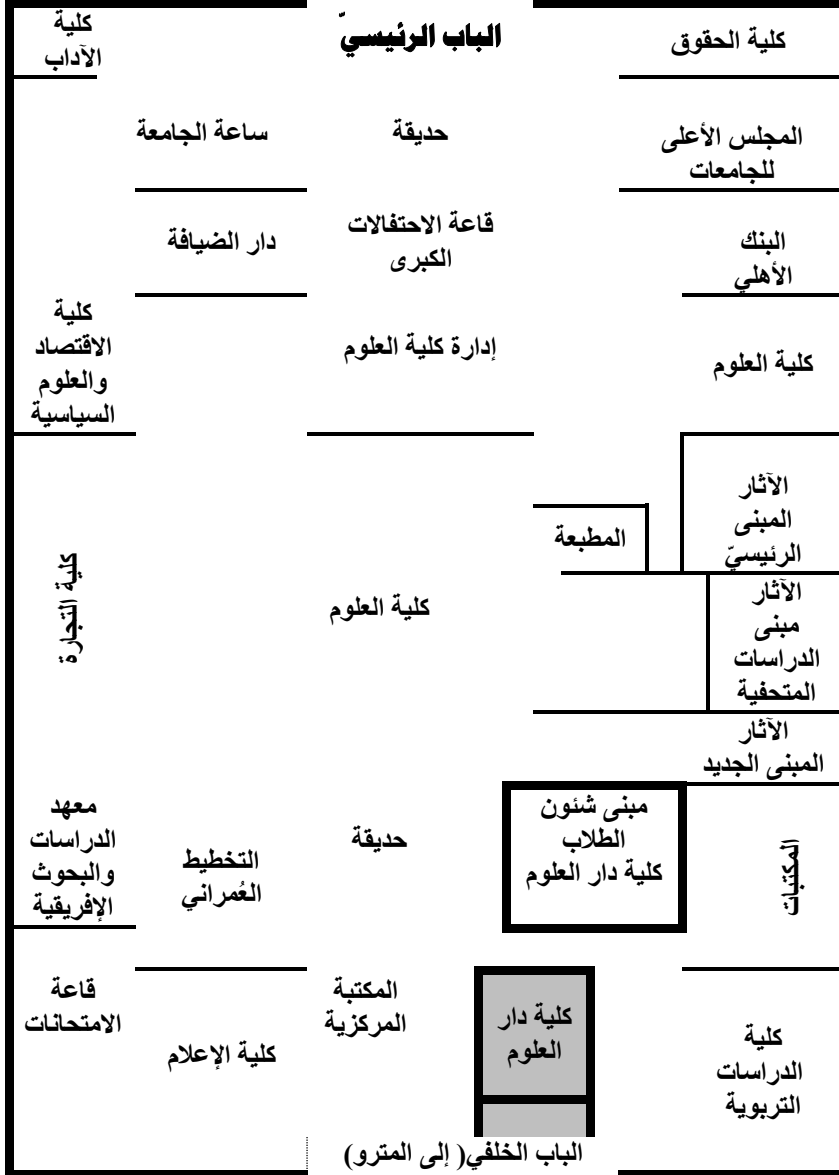 الباب الرئيسيّ
كلية الحقوق
كلية
الآداب
المجلس الأعلى
للجامعات
حديقة
ساعة الجامعة
البنك
الأهلي
قاعة الاحتفالات
الكبرى
دار الضيافة
كلية العلوم
إدارة كلية العلوم
كلية
الاقتصاد
والعلوم
السياسية
الآثار
المبنى
الرئيسيّ
المطبعة
كلية العلوم
كلية التجارة
الآثار
مبنى
الدراسات
المتحفية
الآثار
المبنى الجديد
المكتبات
مبنى شئون
الطلاب
كلية دار العلوم
حديقة
التخطيط
العُمراني
معهد
الدراسات
والبحوث
الإفريقية
كلية
الدراسات
التربوية
كلية دار
العلوم
المكتبة
المركزية
كلية الإعلام
قاعة
الامتحانات
الباب الخلفي( إلى المترو)